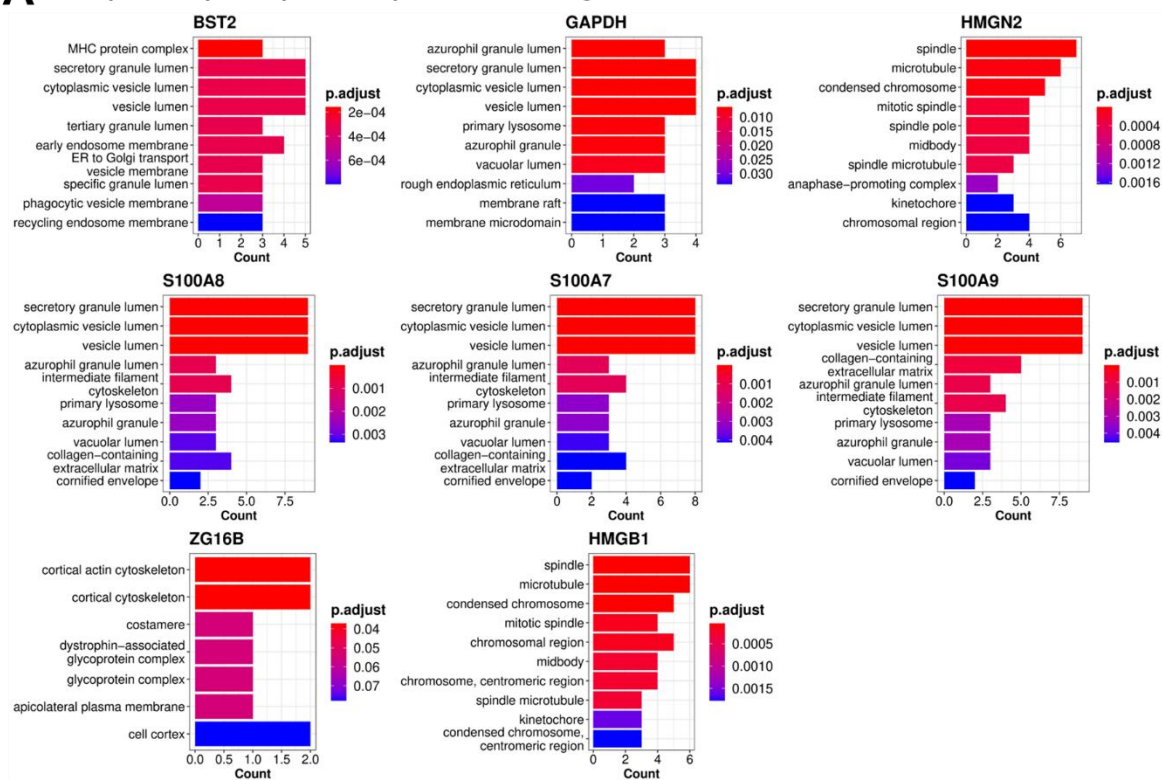 A
BST2
MHC protein complex
secretory granule lumen
cytoplasmic vesicle lumen
vesicle lumen
tertiary granule lumen
early endosome membrane
ER to Golgi transport
vesicle membrane
specific granule lumen
phagocytic vesicle membrane
recycling endosome membrane
0 1 2 3 4 5
Count
p.adjust
2e−04
4e−04
6e−04
GAPDH
azurophil granule lumen
secretory granule lumen
cytoplasmic vesicle lumen
vesicle lumen
primary lysosome
azurophil granule
vacuolar lumen
rough endoplasmic reticulum
membrane raft
membrane microdomain
0 1 2 3 4
Count
p.adjust
0.010
0.015
0.020
0.025
0.030
HMGN2
spindle
microtubule
condensed chromosome
mitotic spindle
spindle pole
midbody
spindle microtubule
anaphase−promoting complex
kinetochore
chromosomal region
0 2 4 6
Count
p.adjust
0.0004
0.0008
0.0012
0.0016
S100A8
secretory granule lumen
cytoplasmic vesicle lumen
vesicle lumen
azurophil granule lumen
intermediate filament
cytoskeleton
primary lysosome
azurophil granule
vacuolar lumen
collagen−containing
extracellular matrix
cornified envelope
0.0 2.5 5.0 7.5
Count
p.adjust
0.001
0.002
0.003
S100A7
secretory granule lumen
cytoplasmic vesicle lumen
vesicle lumen
azurophil granule lumen
intermediate filament
cytoskeleton
primary lysosome
azurophil granule
vacuolar lumen
collagen−containing
extracellular matrix
cornified envelope
0 2 4 6 8
Count
p.adjust
0.001
0.002
0.003
0.004
S100A9
secretory granule lumen
cytoplasmic vesicle lumen
vesicle lumen
collagen−containing
extracellular matrix
azurophil granule lumen
intermediate filament
cytoskeleton
primary lysosome
azurophil granule
vacuolar lumen
cornified envelope
0.0 2.5 5.0 7.5
Count
p.adjust
0.001
0.002
0.003
0.004
ZG16B
cortical actin cytoskeleton
cortical cytoskeleton
costamere
dystrophin−associated
glycoprotein complex
glycoprotein complex
apicolateral plasma membrane
cell cortex
0.0 0.5 1.0 1.5 2.0
Count
p.adjust
0.04
0.05
0.06
0.07
HMGB1
spindle
microtubule
condensed chromosome
mitotic spindle
chromosomal region
midbody
chromosome, centromeric region
spindle microtubule
kinetochore
condensed chromosome,
centromeric region
0 2 4 6
Count
p.adjust
0.0005
0.0010
0.0015